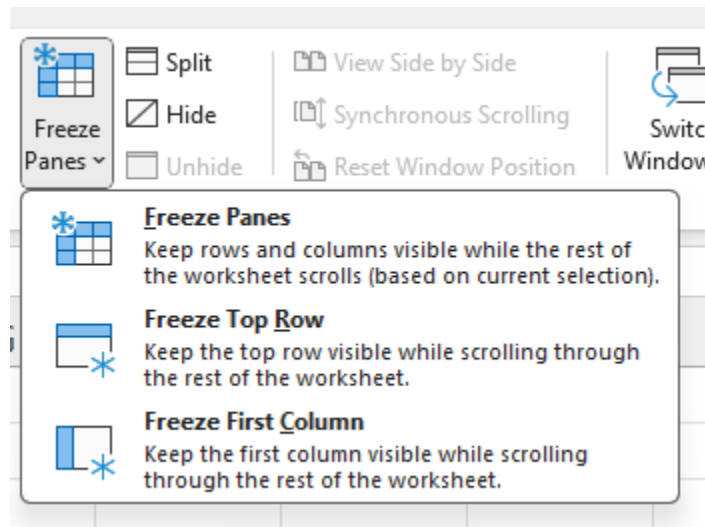 Freeze
Panes
Split
Hide
Unhide
View Side by Side
Synchronous Scrolling
Reset Window Position
Switc
Window
Freeze Panes
Keep rows and columns visible while the rest of
the worksheet scrolls (based on current selection).
Freeze Top Row
Keep the top row visible while scrolling through
the rest of the worksheet.
Freeze First Column
Keep the first column visible while scrolling
through the rest of the worksheet.